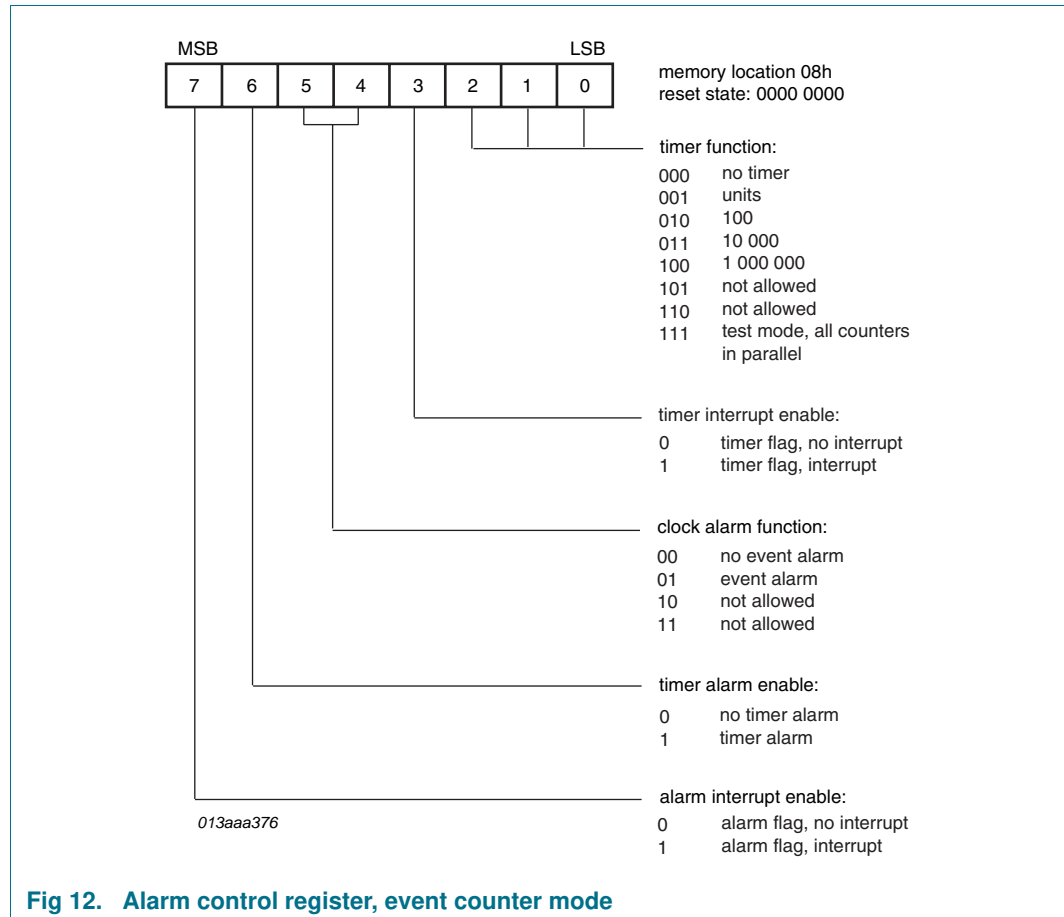 MSB LSB
7 6 5 4 3 2 1 0
memory location 08h
reset state: 0000 0000
timer function:
000 no timer
001 units
010 100
011 10 000
100 1 000 000
101 not allowed
110 not allowed
111 test mode, all counters
in parallel
timer interrupt enable:
0 timer flag, no interrupt
1 timer flag, interrupt
clock alarm function:
00 no event alarm
01 event alarm
10 not allowed
11 not allowed
timer alarm enable:
0 no timer alarm
1 timer alarm
alarm interrupt enable:
0 alarm flag, no interrupt
1 alarm flag, interrupt
013aaa376
Fig 12. Alarm control register, event counter mode